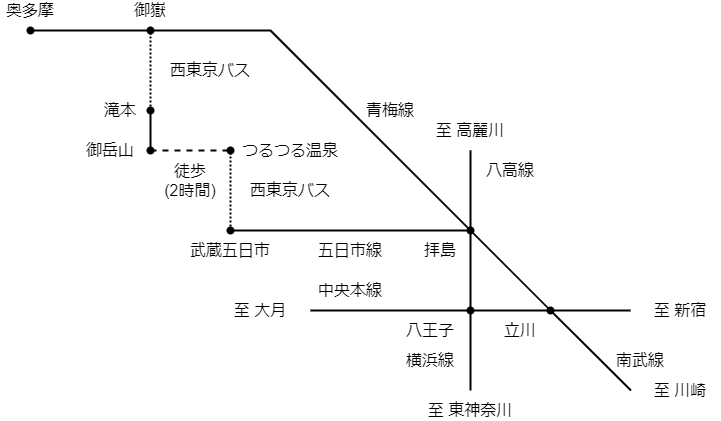 奥多摩
御嶽
西東京バス
滝本
青梅線
至 高麗川
御岳山
つるつる温泉
徒歩
(2時間)
西東京バス
八高線
武蔵五日市
五日市線
拝島
中央本線
至 大月
至 新宿
八王子
立川
横浜線
南武線
至 川崎
至 東神奈川